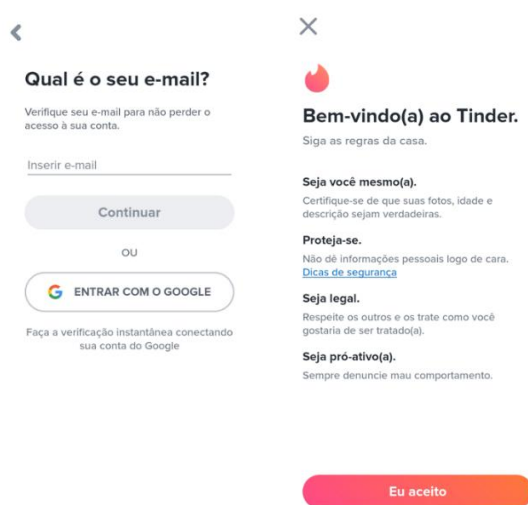 Qual é o seu e-mail?
Verifique seu e-mail para não perder o
acesso à sua conta.
Inserir e-mail
Continuar
OU
ENTRAR COM O GOOGLE
Faça a verificação instantânea conectando
sua conta do Google
Bem-vindo(a) ao Tinder.
Siga as regras da casa.
Seja você mesmo(a).
Certifique-se de que suas fotos, idade e
descrição sejam verdadeiras.
Proteja-se.
Não dê informações pessoais logo de cara.
Dicas de segurança
Seja legal.
Respeite os outros e os trate como você
gostaria de ser tratado(a).
Seja pró-ativo(a).
Sempre denuncie mau comportamento.
Eu aceito